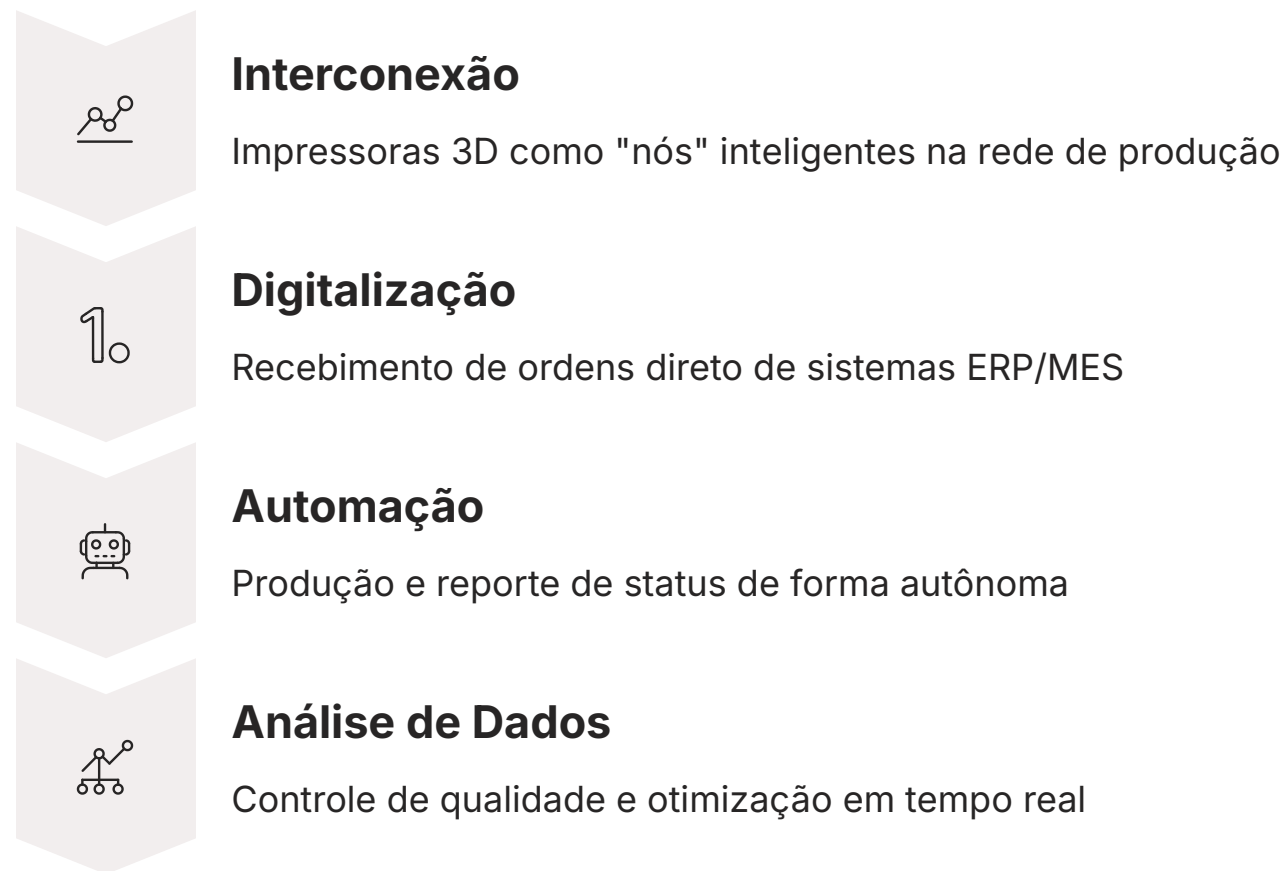 Interconexão
Impressoras 3D como "nós" inteligentes na rede de produção
1.
Digitalização
Recebimento de ordens direto de sistemas ERP/MES
Automação
Produção e reporte de status de forma autônoma
Análise de Dados
Controle de qualidade e otimização em tempo real